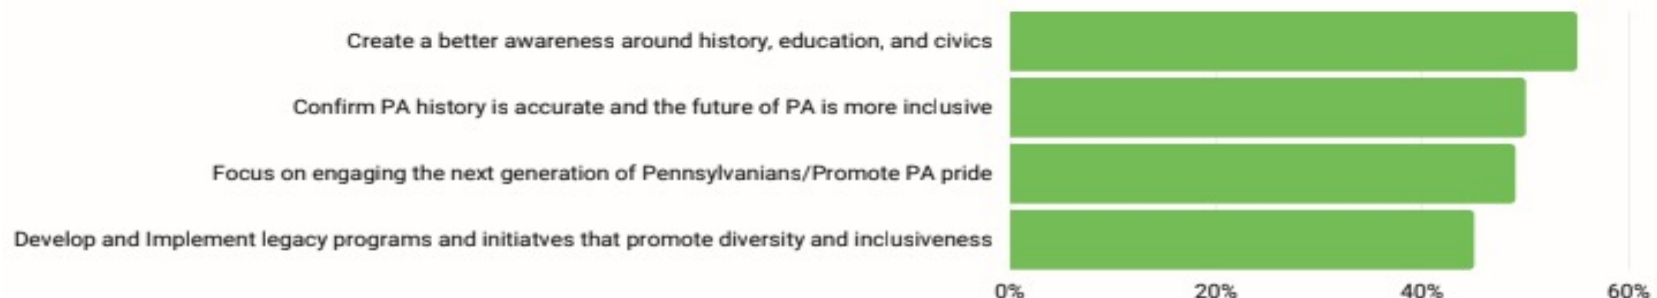 Create a better awareness around history, education, and civics
Confirm PA history is accurate and the future of PA is more inclusive
Focus on engaging the next generation of Pennsylvanians/Promote PA pride
Develop and Implement legacy programs and initiatves that promote diversity and inclusiveness
0% 20% 40% 60%